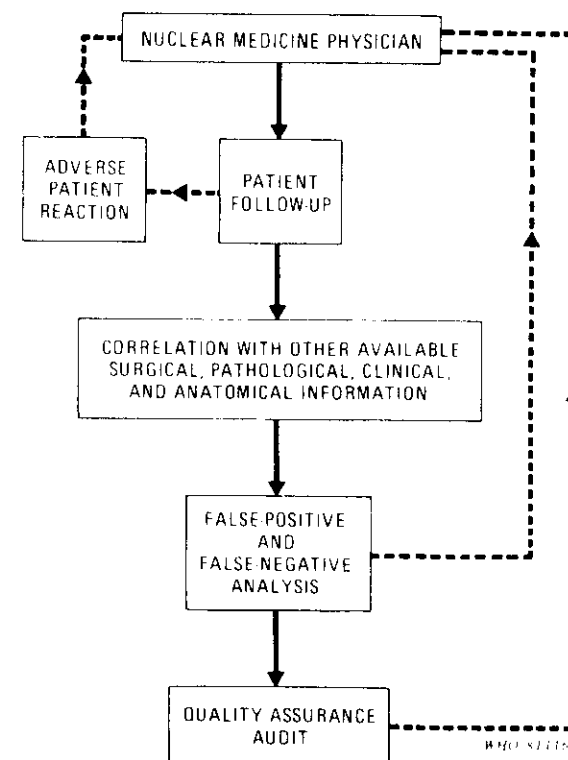 NUCLEAR MEDICINE PHYSICIAN
ADVERSE
PATIENT
REACTION
PATIENT
FOLLOW-UP
CORRELATION WITH OTHER AVAILABLE
SURGICAL, PATHOLOGICAL, CLINICAL,
AND ANATOMICAL INFORMATION
FALSE-POSITIVE
AND
FALSE-NEGATIVE
ANALYSIS
QUALITY ASSURANCE
AUDIT
WHO